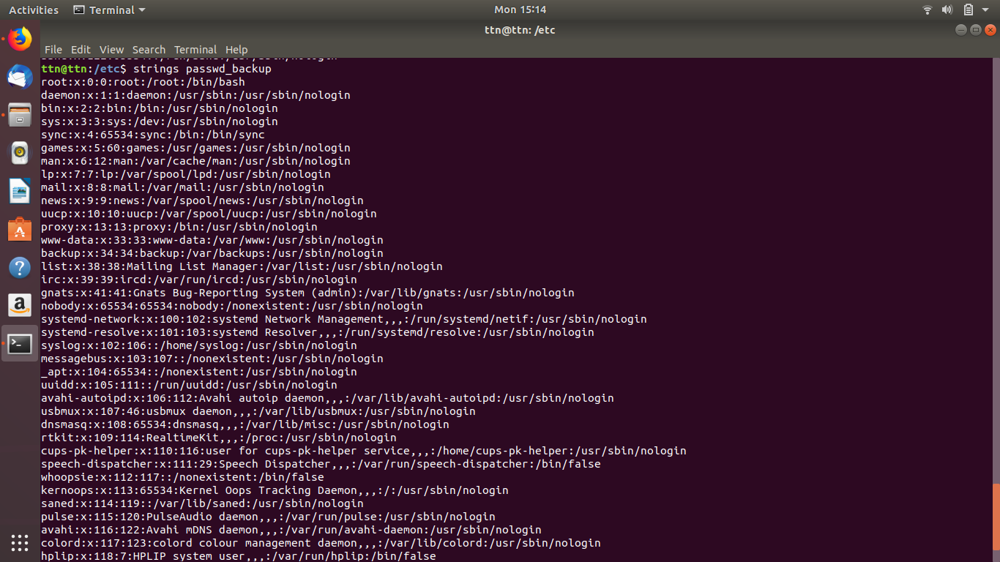 Activities Terminal Mon 15:14
ttn@ttn: /etc
File Edit View Search Terminal Help
ttn@ttn:/etc$ strings passwd_backup
root:x:0:0:root:/root:/bin/bash
daemon:x:1:1:daemon:/usr/sbin:/usr/sbin/nologin
bin:x:2:2:bin:/bin:/usr/sbin/nologin
sys:x:3:3:sys:/dev:/usr/sbin/nologin
sync:x:4:65534:sync:/bin:/bin/sync
games:x:5:60:games:/usr/games:/usr/sbin/nologin
man:x:6:12:man:/var/cache/man:/usr/sbin/nologin
lp:x:7:7:lp:/var/spool/lpd:/usr/sbin/nologin
mail:x:8:8:mail:/var/mail:/usr/sbin/nologin
news:x:9:9:news:/var/spool/news:/usr/sbin/nologin
uucp:x:10:10:uucp:/var/spool/uucp:/usr/sbin/nologin
proxy:x:13:13:proxy:/bin:/usr/sbin/nologin
www-data:x:33:33:www-data:/var/www:/usr/sbin/nologin
backup:x:34:34:backup:/var/backups:/usr/sbin/nologin
list:x:38:38:Mailing List Manager:/var/list:/usr/sbin/nologin
irc:x:39:39:ircd:/var/run/ircd:/usr/sbin/nologin
gnats:x:41:41:Gnats Bug-Reporting System (admin):/var/lib/gnats:/usr/sbin/nologin
nobody:x:65534:65534:nobody:/nonexistent:/usr/sbin/nologin
systemd-network:x:100:102:systemd Network Management,,,:/run/systemd/netif:/usr/sbin/nologin
systemd-resolve:x:101:103:systemd Resolver,,,:/run/systemd/resolve:/usr/sbin/nologin
syslog:x:102:106::/home/syslog:/usr/sbin/nologin
messagebus:x:103:107::/nonexistent:/usr/sbin/nologin
_apt:x:104:65534::/nonexistent:/usr/sbin/nologin
uuidd:x:105:111::/run/uuidd:/usr/sbin/nologin
avahi-autoipd:x:106:112:Avahi autoip daemon,,,:/var/lib/avahi-autoipd:/usr/sbin/nologin
usbmux:x:107:46:usbmux daemon,,,:/var/lib/usbmux:/usr/sbin/nologin
dnsmasq:x:108:65534:dnsmasq,,,:/var/lib/misc:/usr/sbin/nologin
rtkit:x:109:114:RealtimeKit,,,:/proc:/usr/sbin/nologin
cups-pk-helper:x:110:116:user for cups-pk-helper service,,,:/home/cups-pk-helper:/usr/sbin/nologin
speech-dispatcher:x:111:29:Speech Dispatcher,,,:/var/run/speech-dispatcher:/bin/false
whoopsie:x:112:117::/nonexistent:/bin/false
kernoops:x:113:65534:Kernel Oops Tracking Daemon,,,:/:/usr/sbin/nologin
saned:x:114:119::/var/lib/saned:/usr/sbin/nologin
pulse:x:115:120:PulseAudio daemon,,,:/var/run/pulse:/usr/sbin/nologin
avahi:x:116:122:Avahi mDNS daemon,,,:/var/run/avahi-daemon:/usr/sbin/nologin
colord:x:117:123:colord colour management daemon,,,:/var/lib/colord:/usr/sbin/nologin
hplip:x:118:7:HPLIP system user,,,:/var/run/hplip:/bin/false